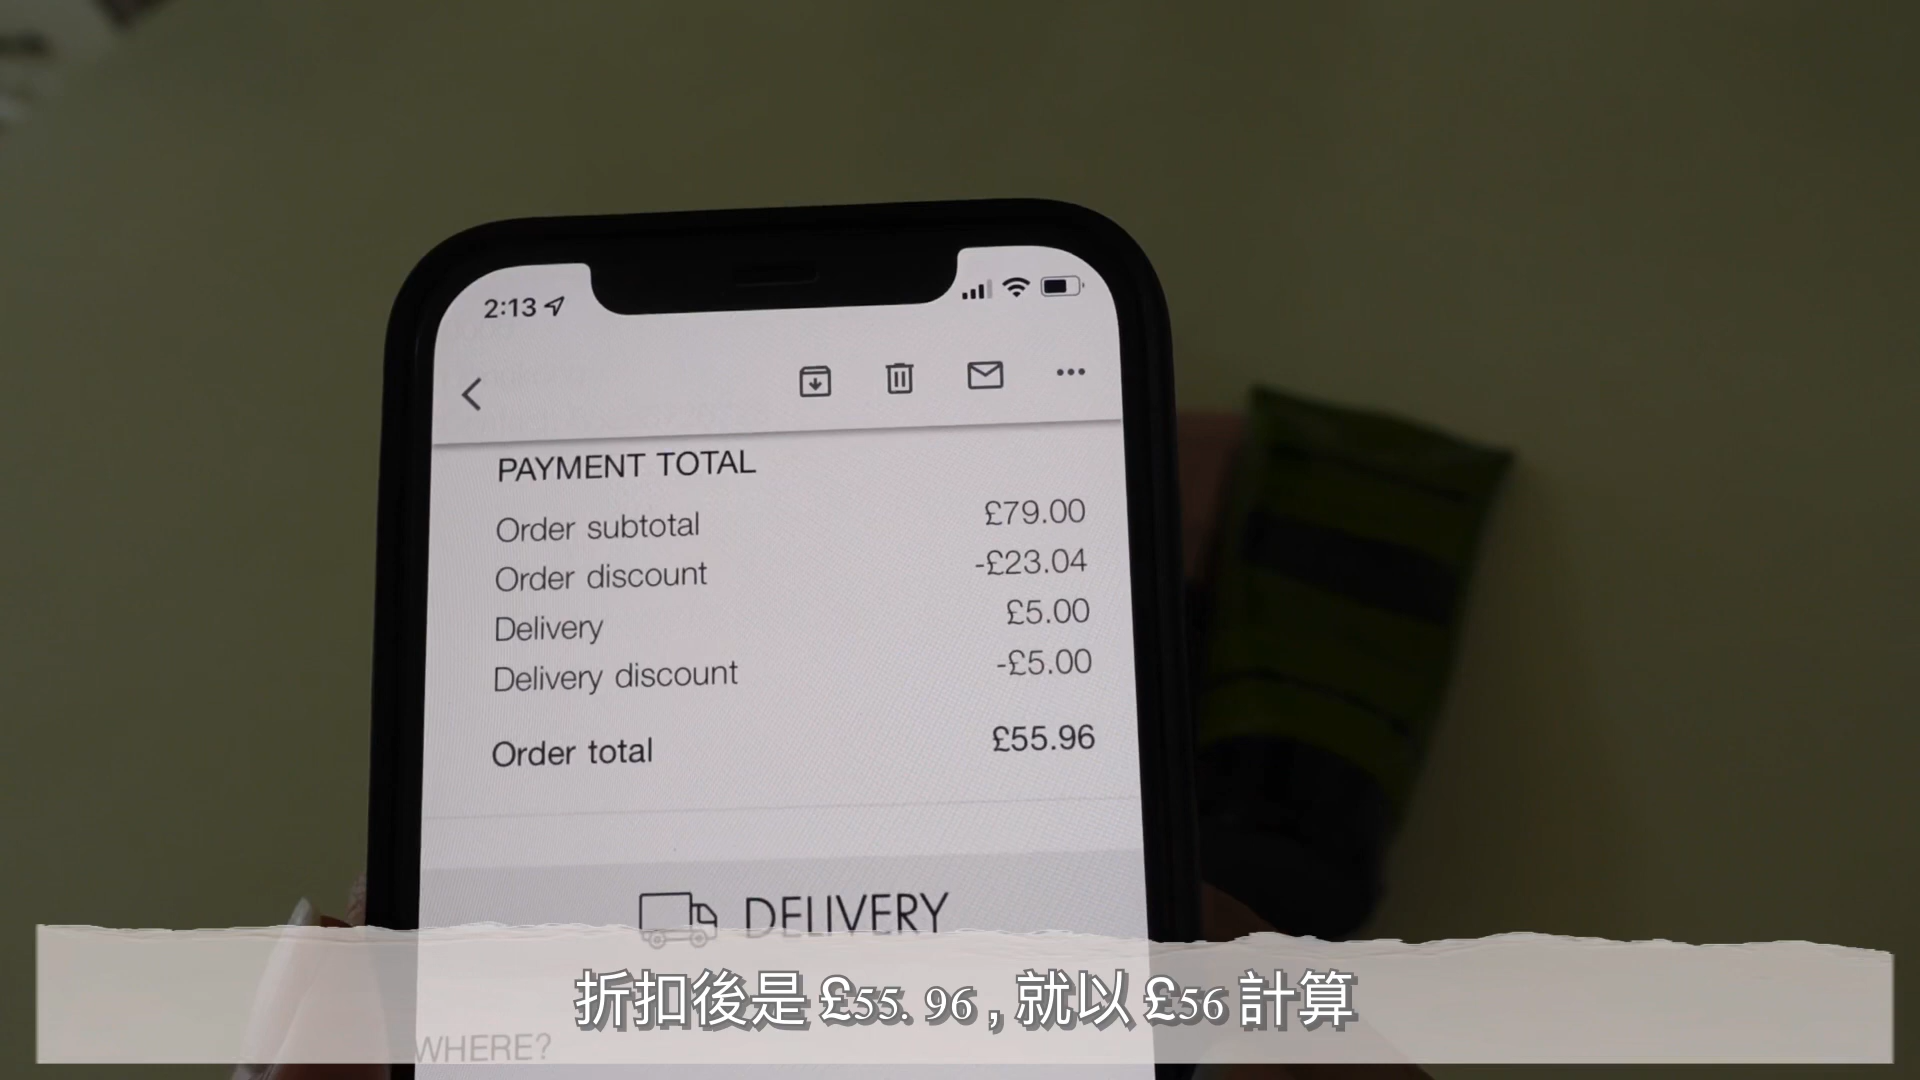 2:13
PAYMENT TOTAL
Order subtotal £79.00
Order discount -£23.04
Delivery £5.00
Delivery discount -£5.00
Order total £55.96
DELIVERY
WHERE?
折扣後是 £55. 96 , 就以 £56 計算